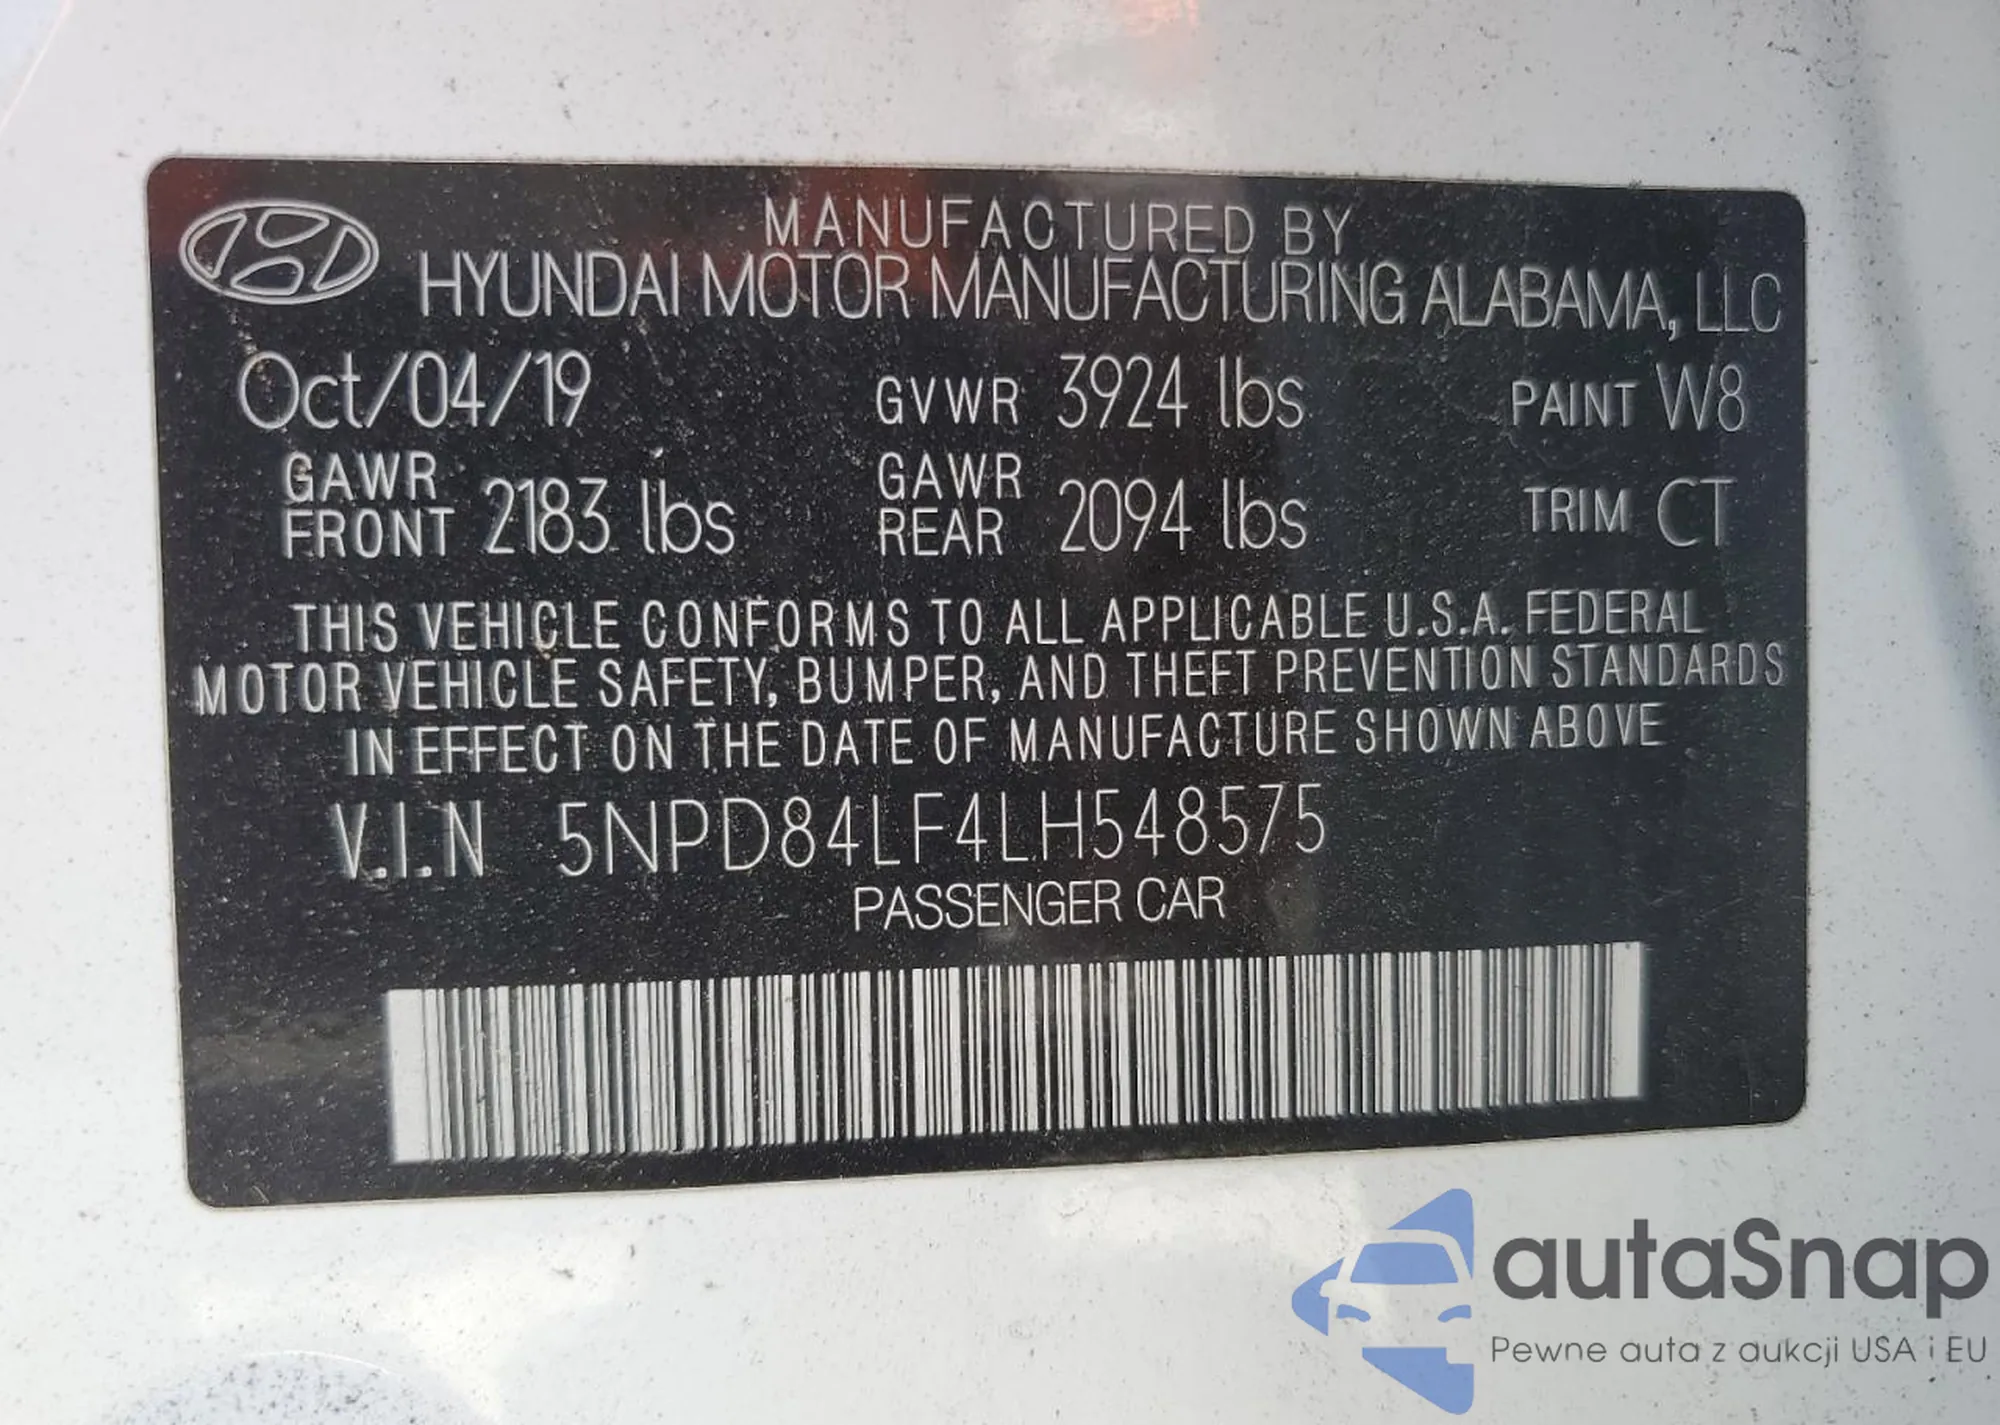 MANUFACTURED BY
HYUNDAI MOTOR MANUFACTURING ALABAMA, LLC
Oct/04/19 GVWR 3924 lbs PAINT W8
GAWR FRONT 2183 lbs GAWR REAR 2094 lbs TRIM CT
THIS VEHICLE CONFORMS TO ALL APPLICABLE U.S.A. FEDERAL
MOTOR VEHICLE SAFETY, BUMPER, AND THEFT PREVENTION STANDARDS
IN EFFECT ON THE DATE OF MANUFACTURE SHOWN ABOVE
V.I.N 5NPD84LF4LH548575
PASSENGER CAR
autaSnap
Pewne auta z aukcji USA i EU